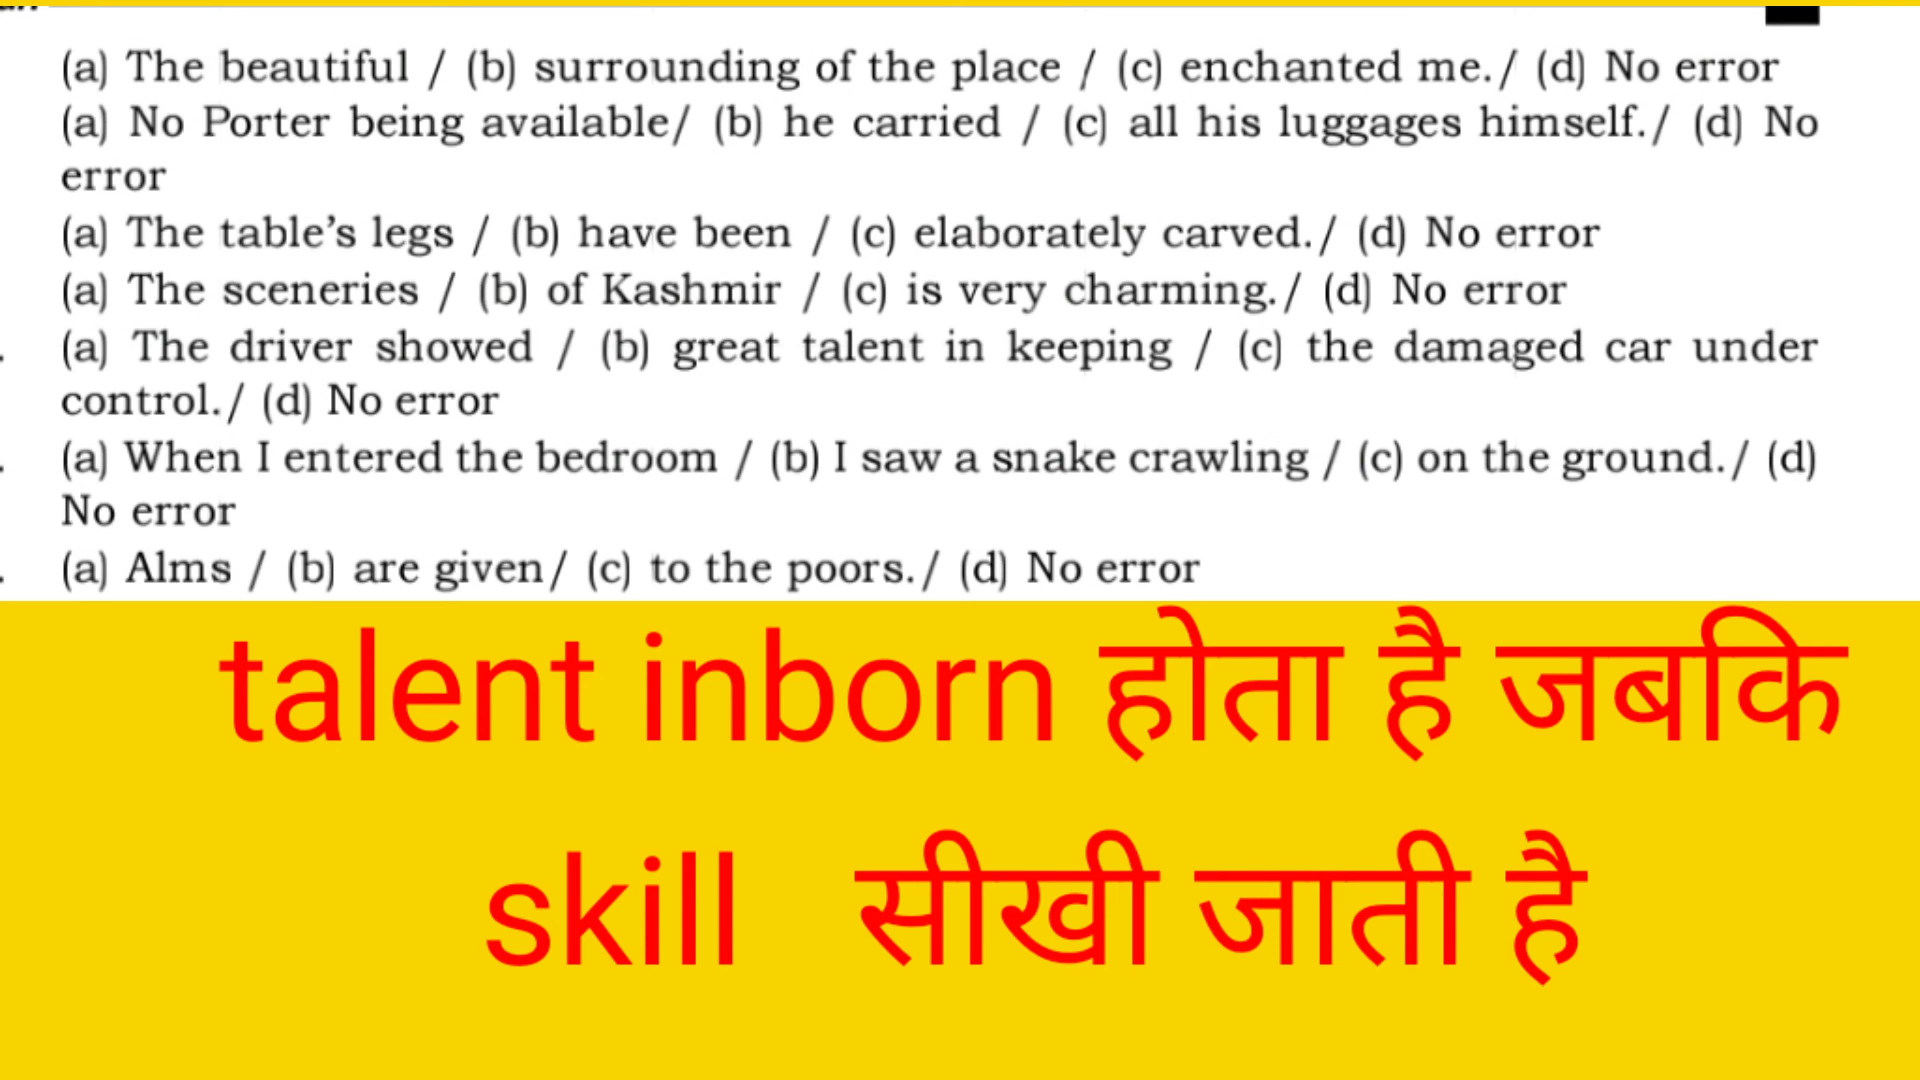 (a) The beautiful / (b) surrounding of the place / (c) enchanted me./ (d) No error
(a) No Porter being available/ (b) he carried / (c) all his luggages himself./ (d) No
error
(a) The table’s legs / (b) have been / (c) elaborately carved./ (d) No error
(a) The sceneries / (b) of Kashmir / (c) is very charming./ (d) No error
(a) The driver showed / (b) great talent in keeping / (c) the damaged car under
control./ (d) No error
(a) When I entered the bedroom / (b) I saw a snake crawling / (c) on the ground./ (d)
No error
(a) Alms / (b) are given/ (c) to the poors./ (d) No error
talent inborn होता है जबकि
skill सीखी जाती है